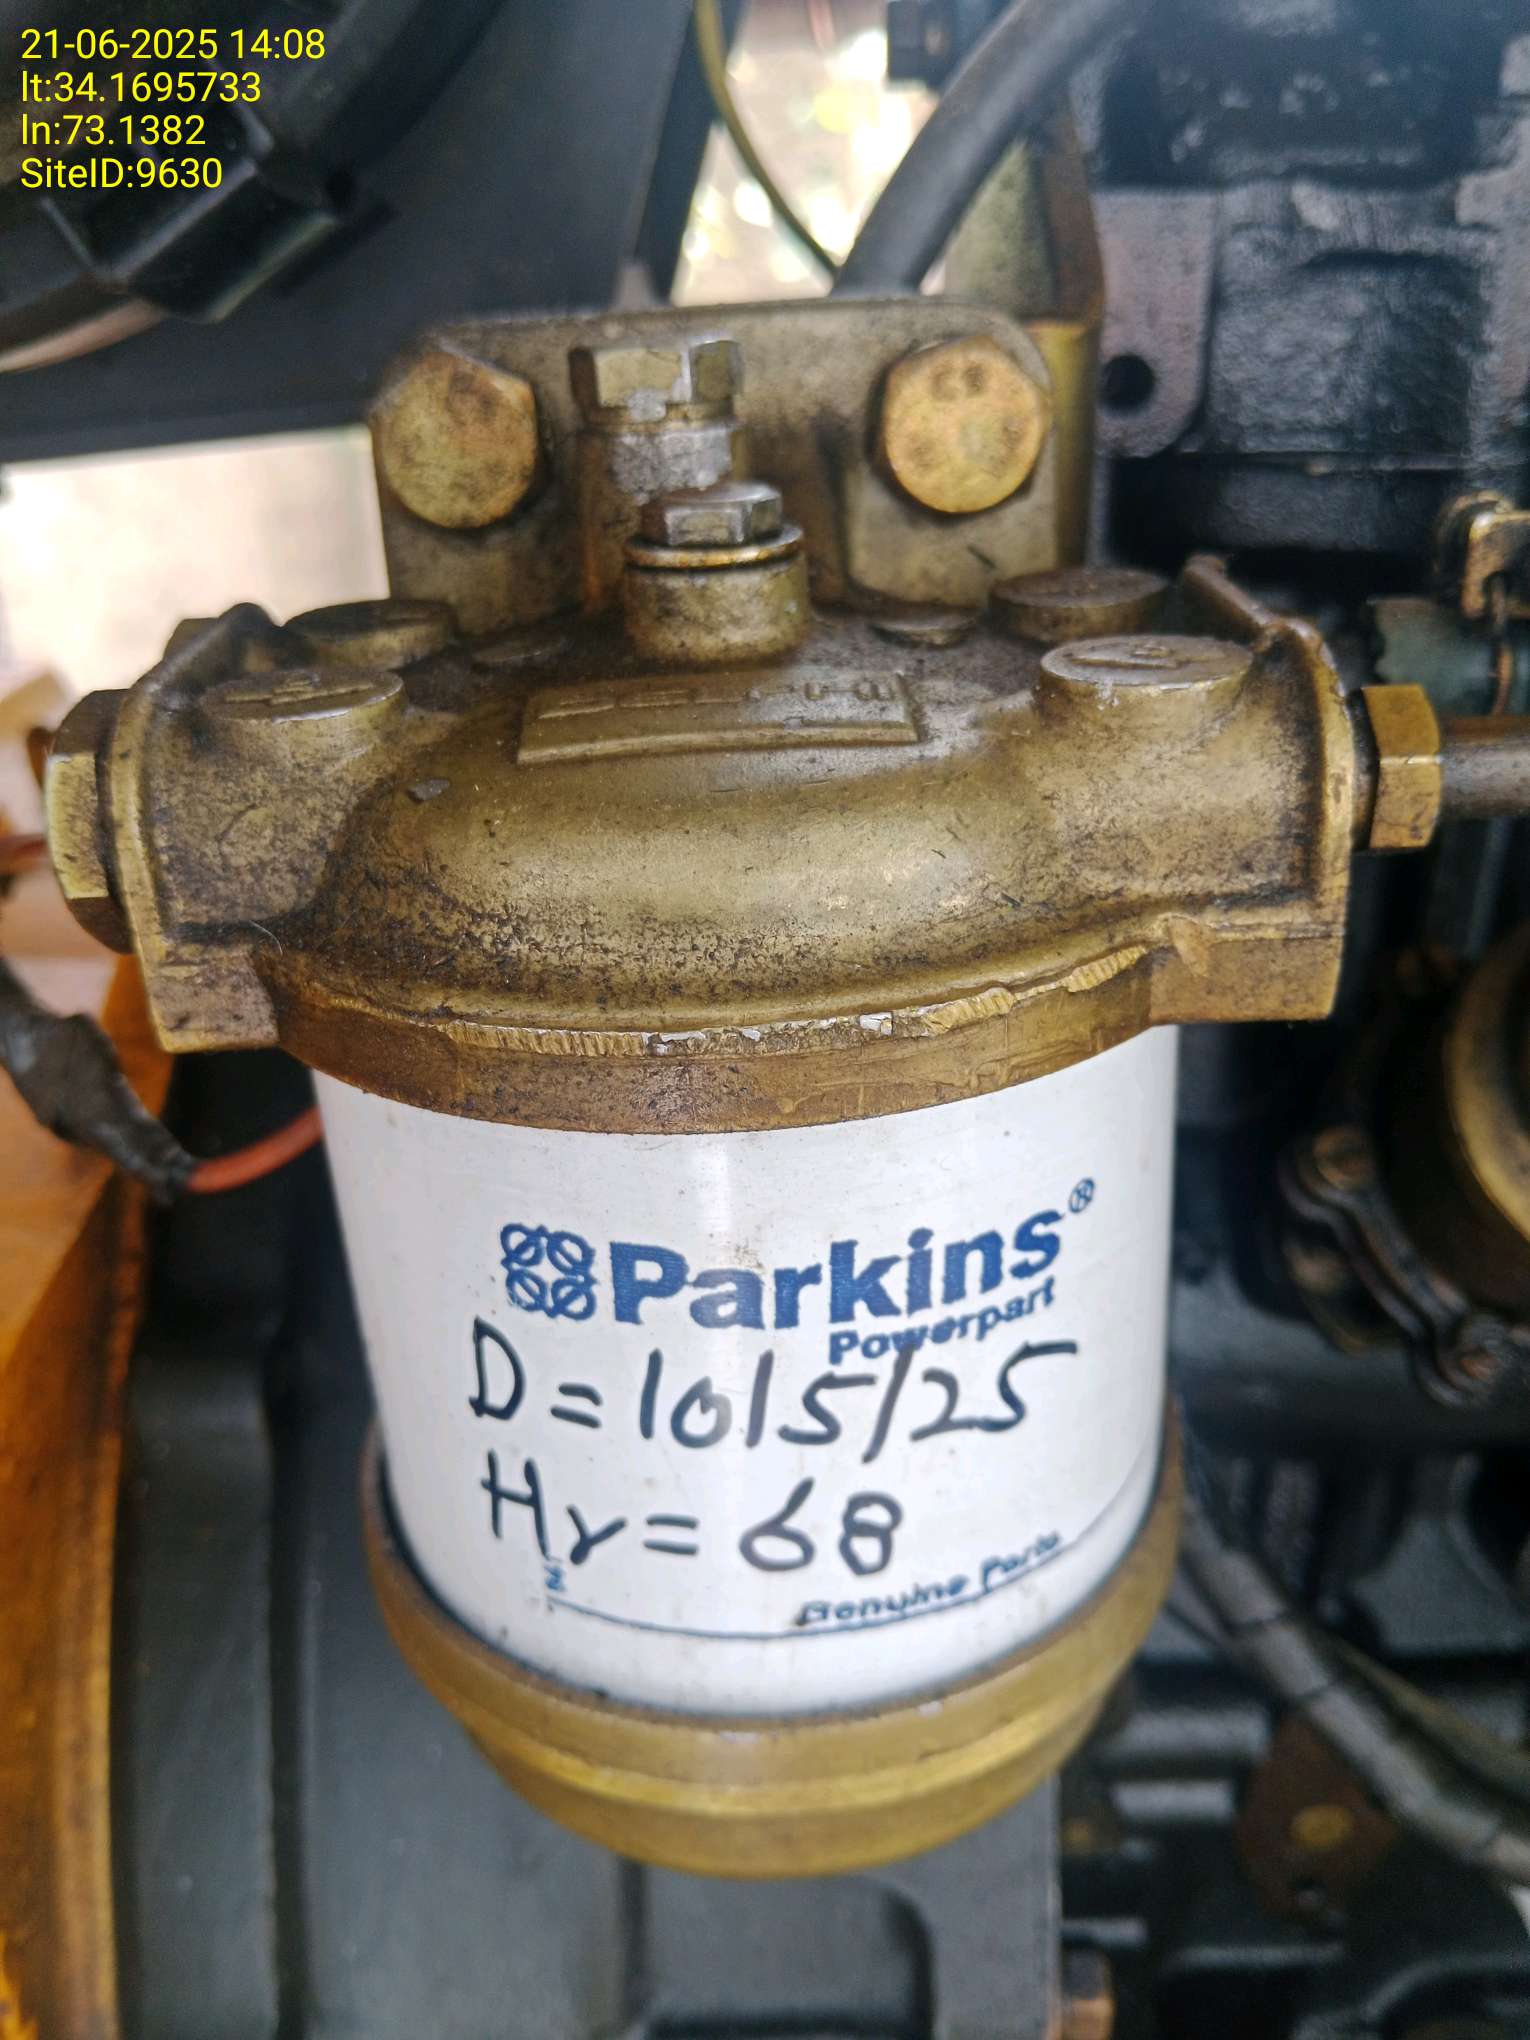 21-06-2025 14:08
lt:34.1695733
ln:73.1382
SiteID:9630
C8
Parkins®
Powerpart
D = 10/5/25
Hr = 68
Genuine Parts